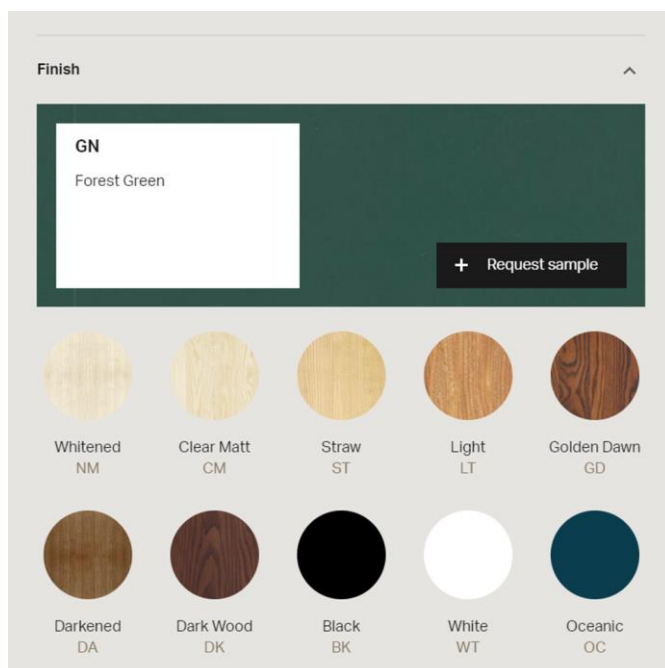 Finish
GN
Forest Green
+ Request sample
Whitened
NM
Clear Matt
CM
Straw
ST
Light
LT
Golden Dawn
GD
Darkened
DA
Dark Wood
DK
Black
BK
White
WT
Oceanic
OC